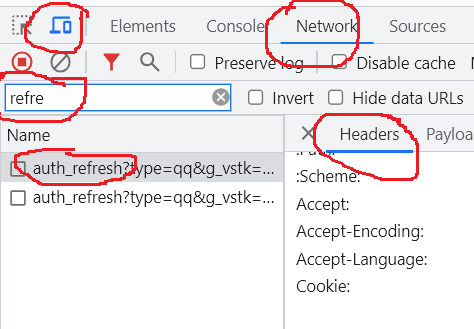 Elements Network Sources
Preserve log Disable cache
refre Invert Hide data URLs
Name Headers Payloa
auth_refresh?type=qq&g_vstk=...
:Scheme:
auth_refresh?type=qq&g_vstk=...
Accept:
Accept-Encoding:
Accept-Language:
Cookie: